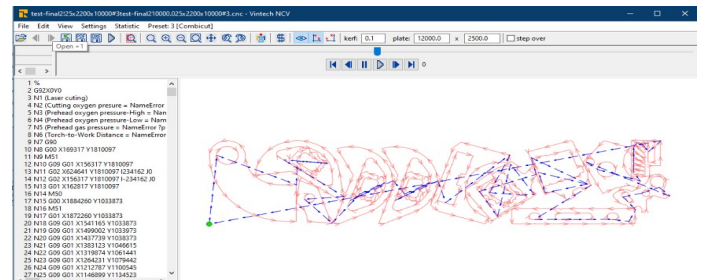 test-final2!25x2200x10000#3test-final210000.025x2200x10000#3.cnc - Vintech NCV
File Edit View Settings Statistic Preset: 3 [Combicut]
kerf: 0.1 plate: 12000.0 x 2500.0 step over
Open +1
0
1 %
2 G92X0Y0
3 N1 (Laser cuting)
4 N2 (Cutting oxygen presure = NameError
5 N3 (Prehead oxygen pressure-High = Nan
6 N4 (Prehead oxygen pressure-Low = Nam
7 N5 (Prehead gas pressure = NameError ?p
8 N6 (Torch-to-Work Distance = NameError
9 N7 G90
10 N8 G00 X169317 Y1810097
11 N9 M51
12 N10 G09 G01 X156317 Y1810097
13 N11 G02 X624641 Y1810097 I234162 J0
14 N12 G02 X156317 Y1810097 I-234162 J0
15 N13 G01 X162817 Y1810097
16 N14 M50
17 N15 G00 X1884260 Y1033873
18 N16 M51
19 N17 G01 X1872260 Y1033873
20 N18 G09 G01 X1541165 Y1033873
21 N19 G09 G01 X1499002 Y1033973
22 N20 G09 G01 X1437739 Y1038373
23 N21 G09 G01 X1383123 Y1046615
24 N22 G09 G01 X1319874 Y1061441
25 N23 G09 G01 X1264231 Y1079442
26 N24 G09 G01 X1212787 Y1100545
27 N25 G09 G01 X1146899 Y1134523